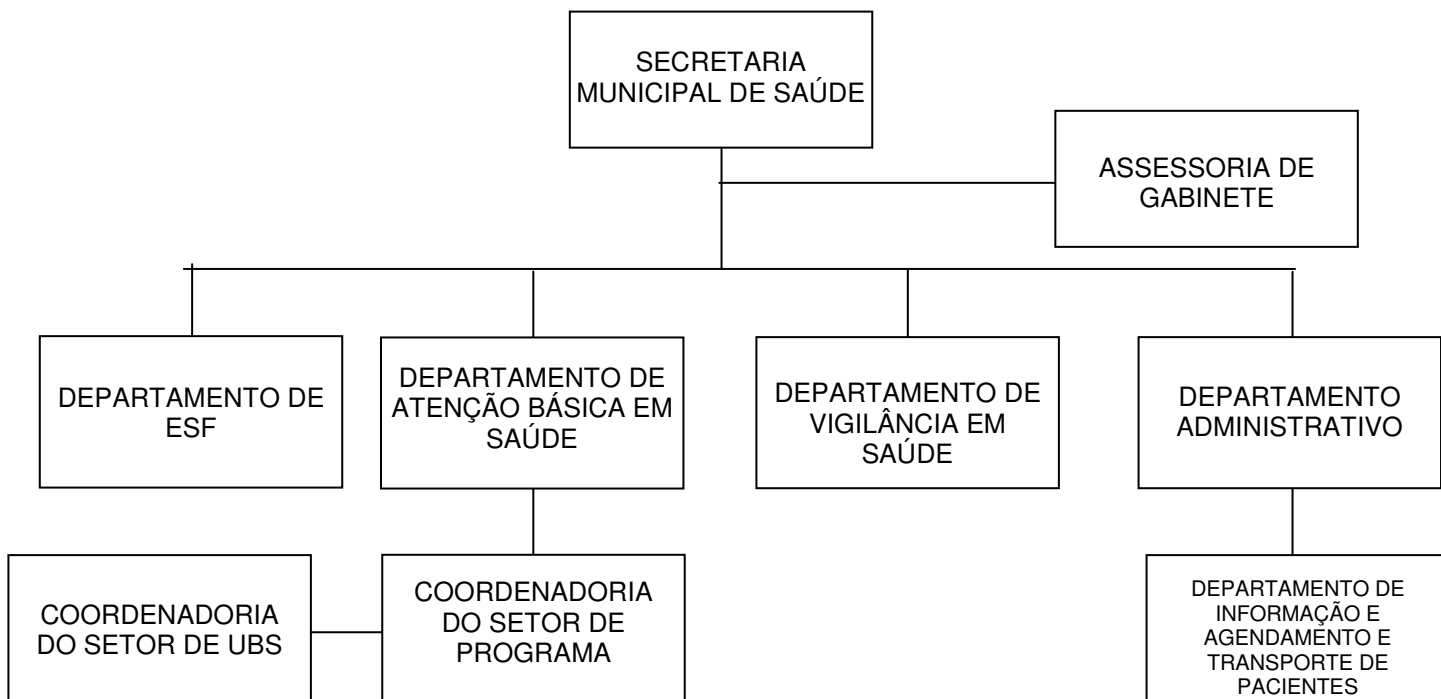 SECRETARIA
MUNICIPAL DE SAÚDE
ASSESSORIA DE
GABINETE
DEPARTAMENTO DE
ESF
DEPARTAMENTO DE
ATENÇÃO BÁSICA EM
SAÚDE
DEPARTAMENTO DE
VIGILÂNCIA EM
SAÚDE
DEPARTAMENTO
ADMINISTRATIVO
COORDENADORIA
DO SETOR DE UBS
COORDENADORIA
DO SETOR DE
PROGRAMA
DEPARTAMENTO DE
INFORMAÇÃO E
AGENDAMENTO E
TRANSPORTE DE
PACIENTES